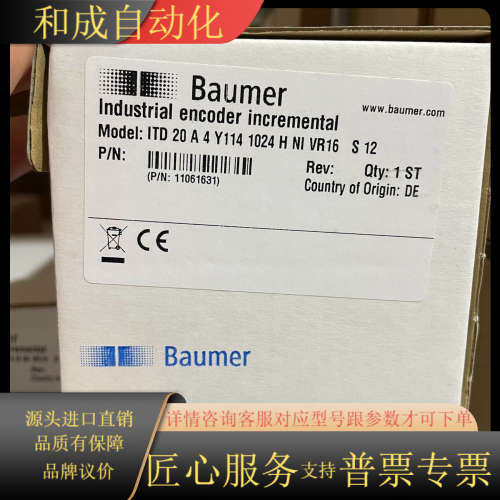 和成自动化
Baumer
www.baumer.com
Industrial encoder incremental
Model: ITD 20 A 4 Y114 1024 H NI VR16 S 12
P/N:
(P/N: 11061631)
Rev: Qty: 1 ST
Country of Origin: DE
CE
Baumer
源头进口直销
品质有保障
品牌议价
详情咨询客服对应型号跟参数才可下单
匠心服务支持普票专票